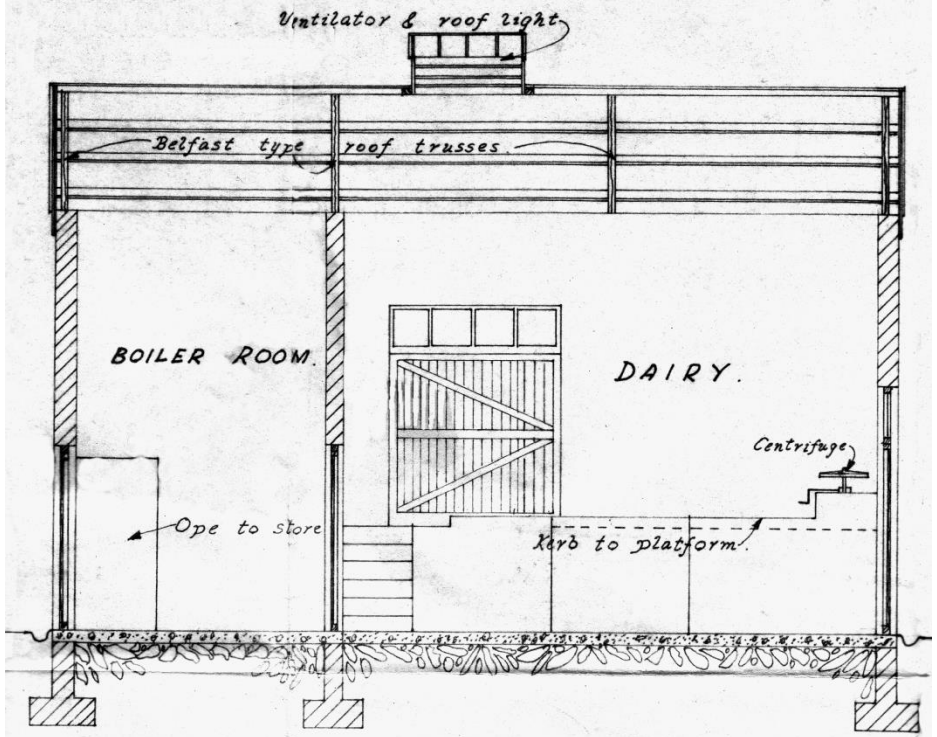 Ventilator & roof light
Belfast type roof trusses
BOILER ROOM.
DAIRY.
Centrifuge
Ope to store
Kerb to platform.